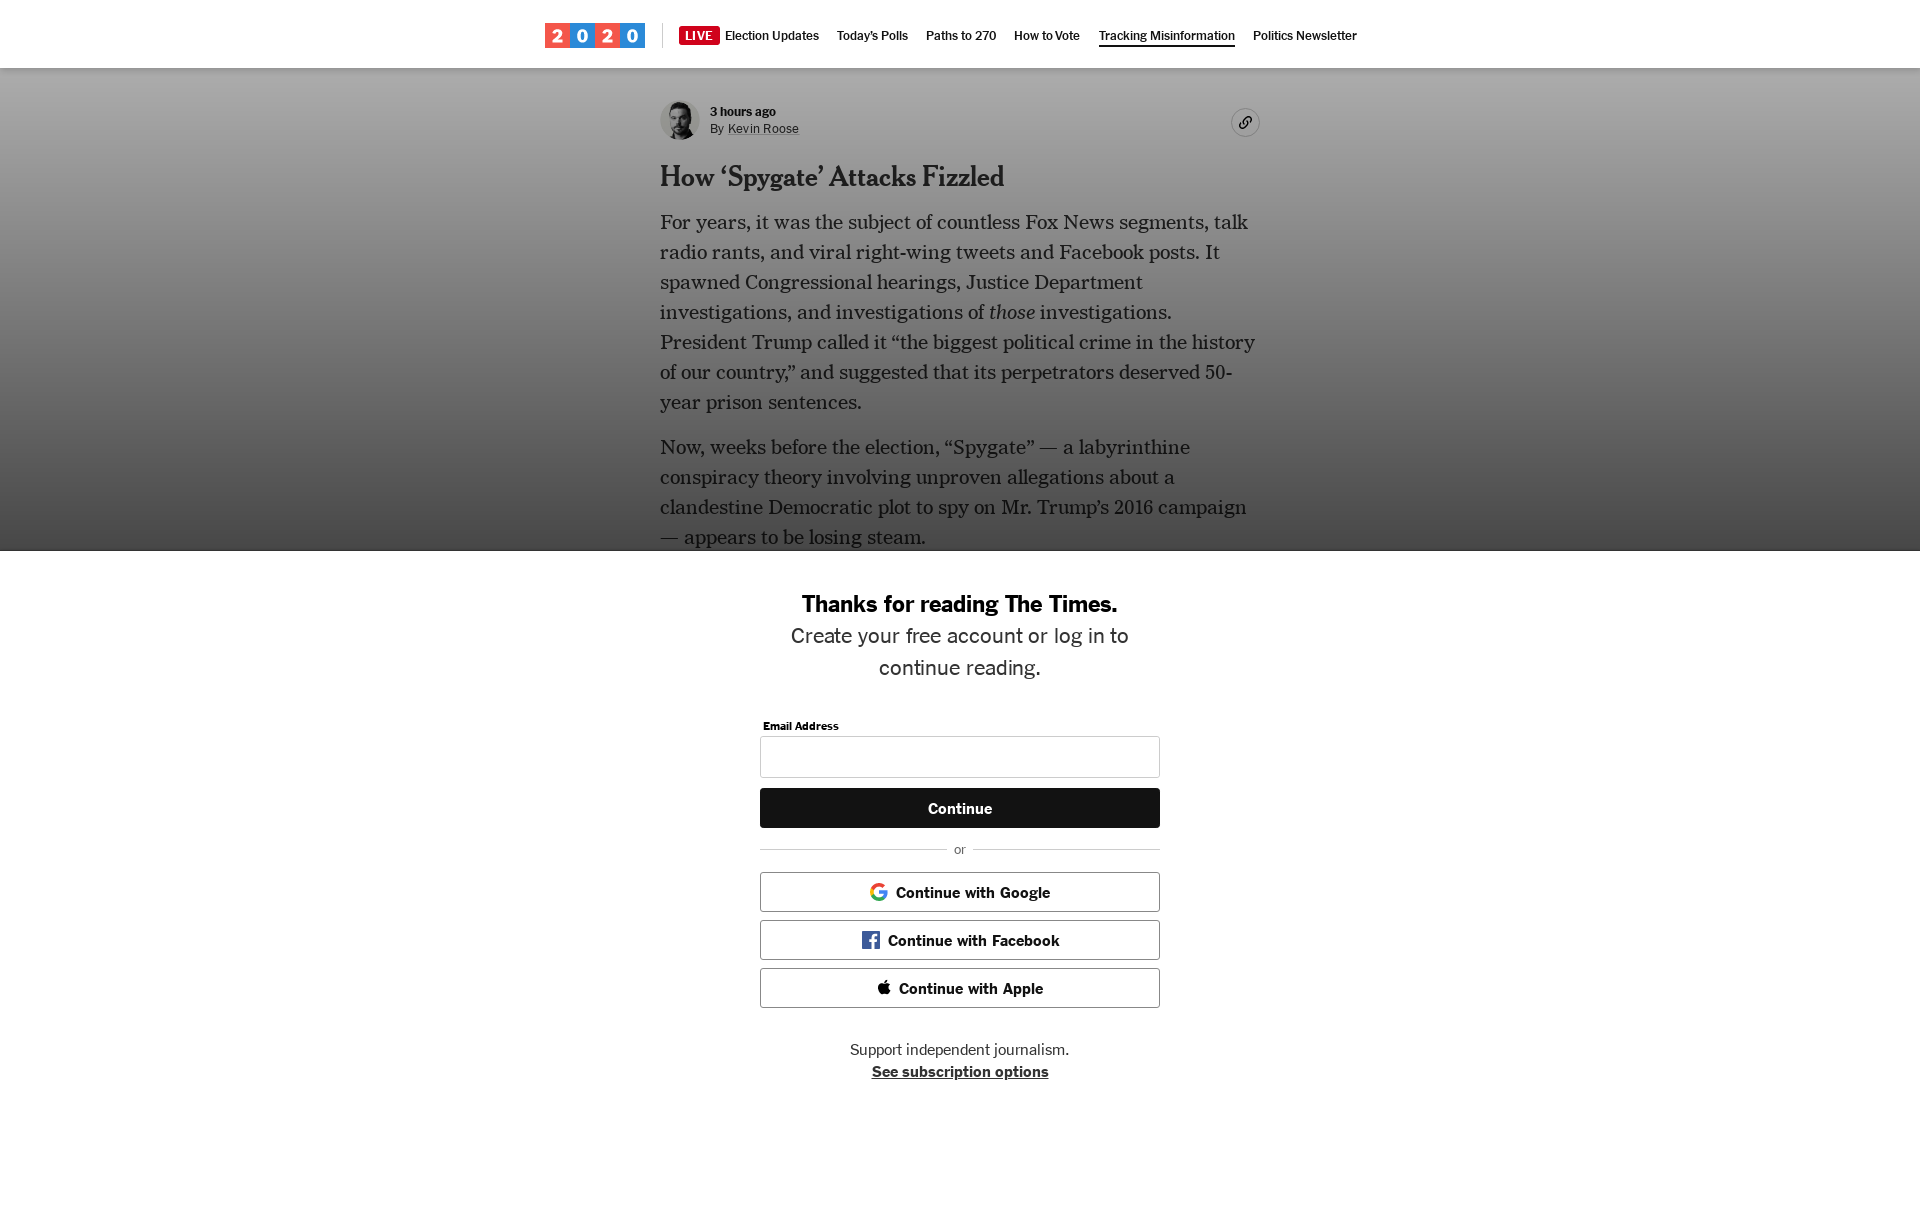 2020
LIVE Election Updates Today's Polls Paths to 270 How to Vote Tracking Misinformation Politics Newsletter
3 hours ago
By Kevin Roose
How ‘Spygate’ Attacks Fizzled
For years, it was the subject of countless Fox News segments, talk
radio rants, and viral right-wing tweets and Facebook posts. It
spawned Congressional hearings, Justice Department
investigations, and investigations of those investigations.
President Trump called it “the biggest political crime in the history
of our country,” and suggested that its perpetrators deserved 50-
year prison sentences.
Now, weeks before the election, “Spygate” — a labyrinthine
conspiracy theory involving unproven allegations about a
clandestine Democratic plot to spy on Mr. Trump’s 2016 campaign
— appears to be losing steam.
Thanks for reading The Times.
Create your free account or log in to
continue reading.
Email Address
Continue
or
Continue with Google
Continue with Facebook
Continue with Apple
Support independent journalism.
See subscription options